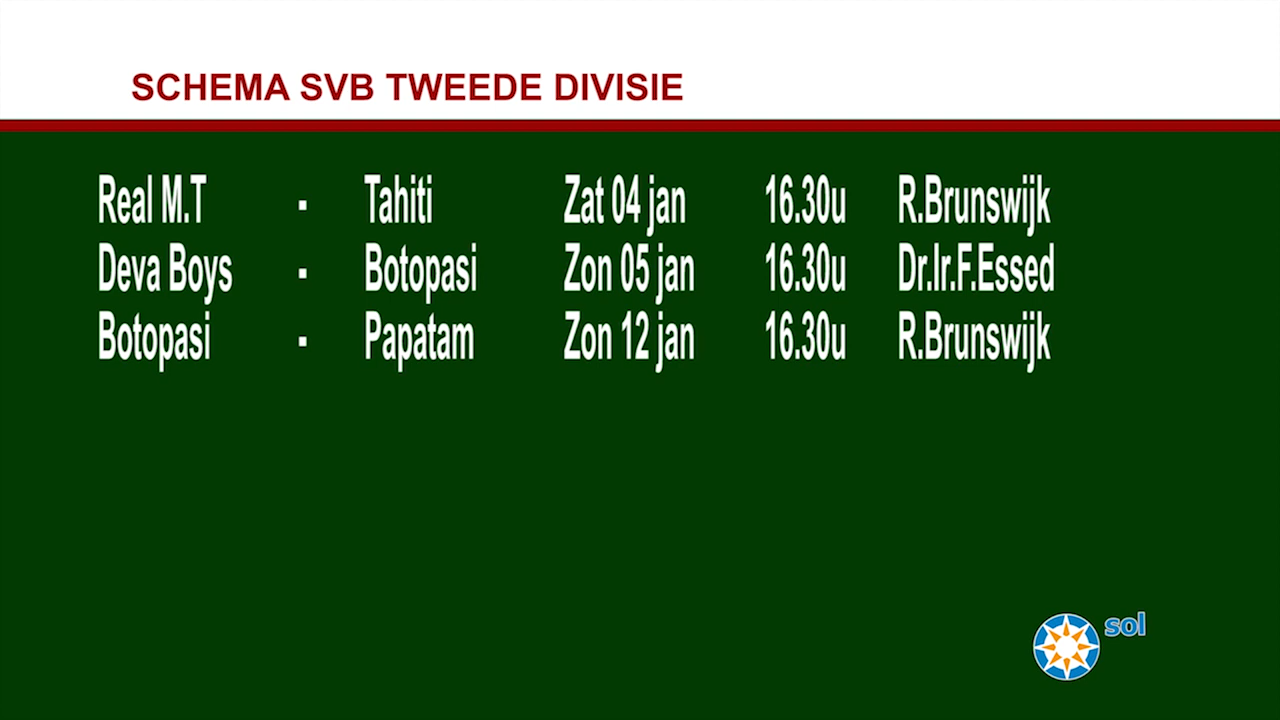 SCHEMA SVB TWEEDE DIVISIE
Real M.T - Tahiti Zat 04 jan 16.30u R.Brunswijk
Deva Boys - Botopasi Zon 05 jan 16.30u Dr.Ir.F.Essed
Botopasi - Papatam Zon 12 jan 16.30u R.Brunswijk
sol